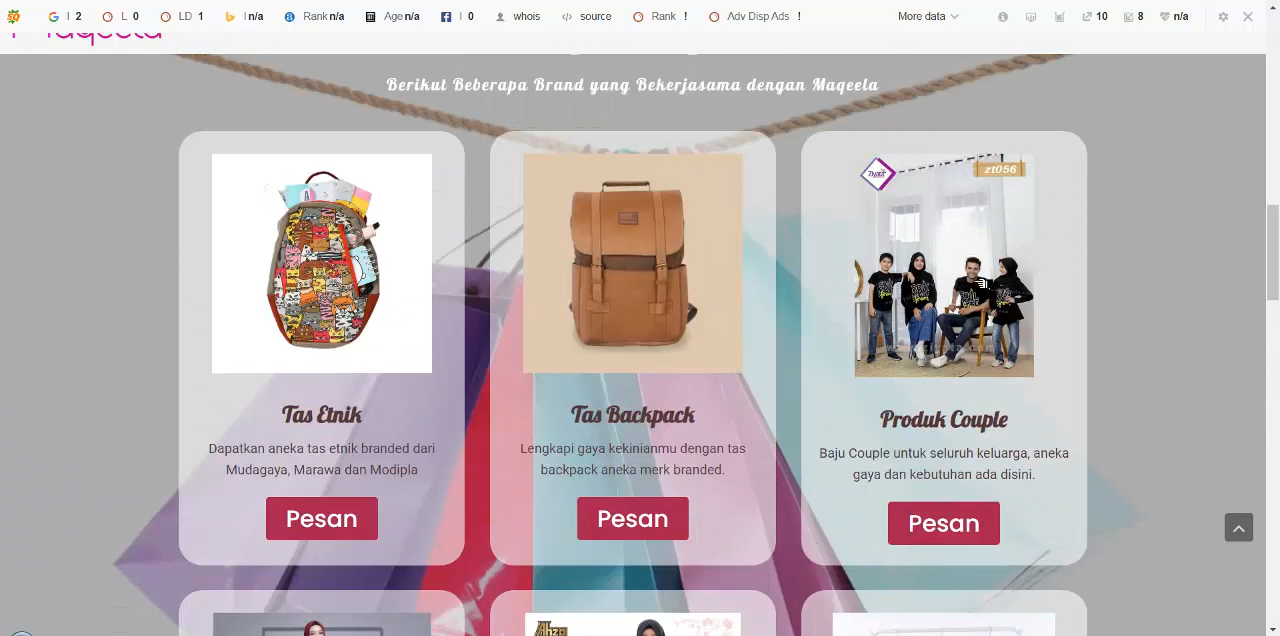 I 2 L 0 LD 1 I n/a Rank n/a Age n/a I 0 whois source Rank ! Adv Disp Ads ! More data 10 8 n/a
Maqeela
Berikut Beberapa Brand yang Bekerjasama dengan Maqeela
Ziyata
zt056
Tas Etnik
Dapatkan aneka tas etnik branded dari
Mudagaya, Marawa dan Modipla
Pesan
Tas Backpack
Lengkapi gaya kekinianmu dengan tas
backpack aneka merk branded.
Pesan
Produk Couple
Baju Couple untuk seluruh keluarga, aneka
gaya dan kebutuhan ada disini.
Pesan
Ahza